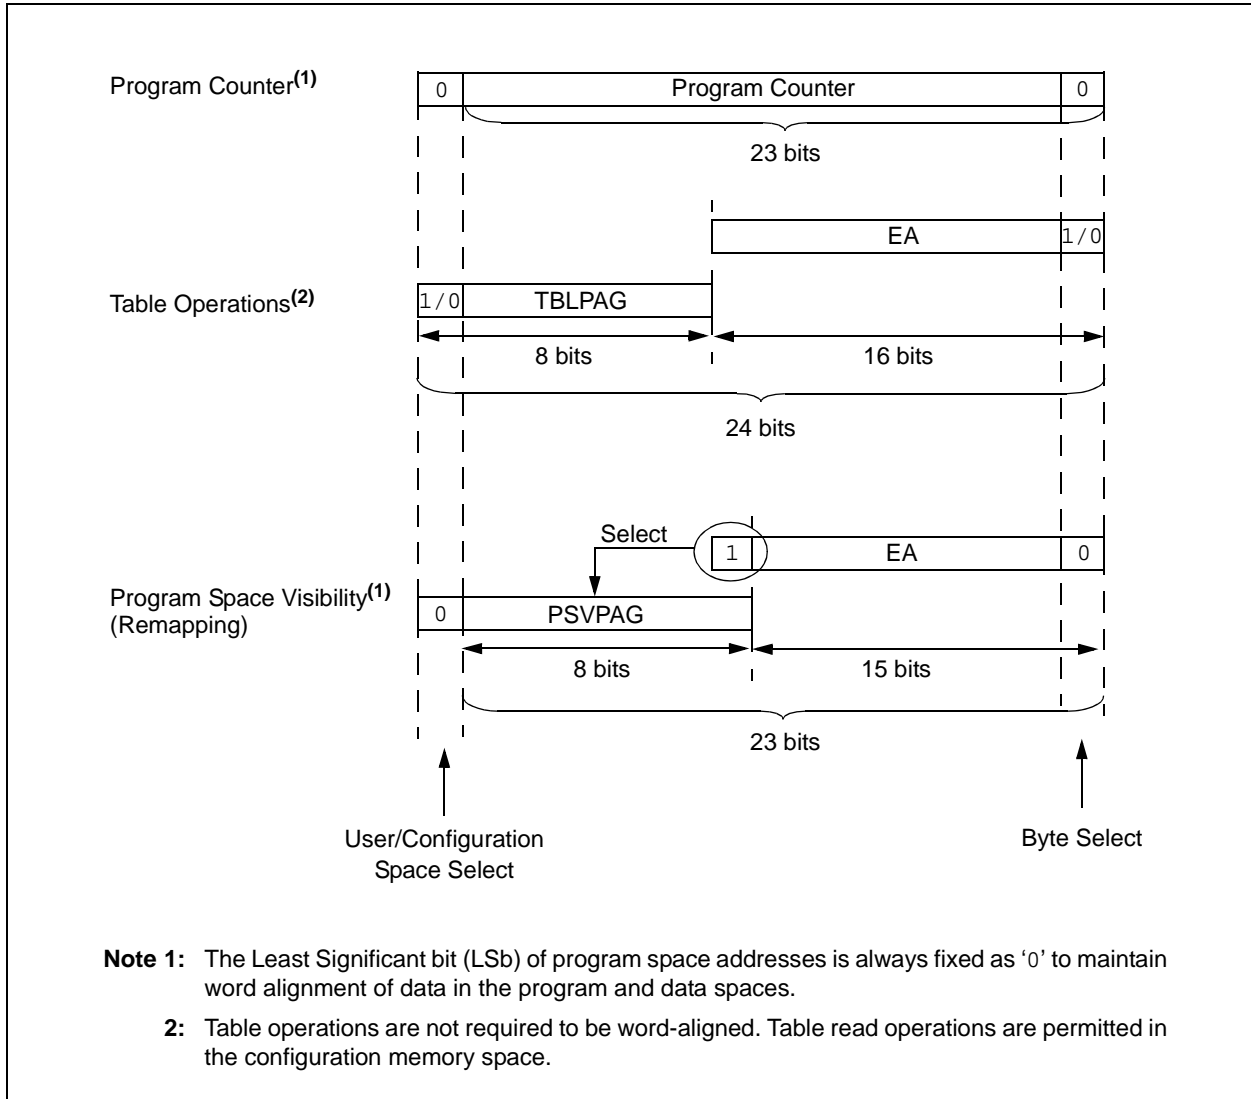 Program Counter(1)
0
Program Counter
0
23 bits
EA
1/0
Table Operations(2)
1/0
TBLPAG
8 bits
16 bits
24 bits
Select
1
EA
0
Program Space Visibility(1)
(Remapping)
0
PSVPAG
8 bits
15 bits
23 bits
User/Configuration
Space Select
Byte Select
Note 1: The Least Significant bit (LSb) of program space addresses is always fixed as ‘0’ to maintain
word alignment of data in the program and data spaces.
2: Table operations are not required to be word-aligned. Table read operations are permitted in
the configuration memory space.